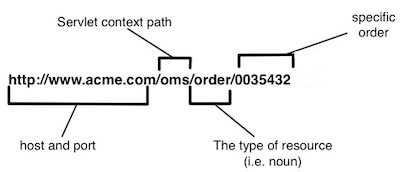 Servlet context path
specific
order
http://www.acme.com/oms/order/0035432
host and port
The type of resource
(i.e. noun)